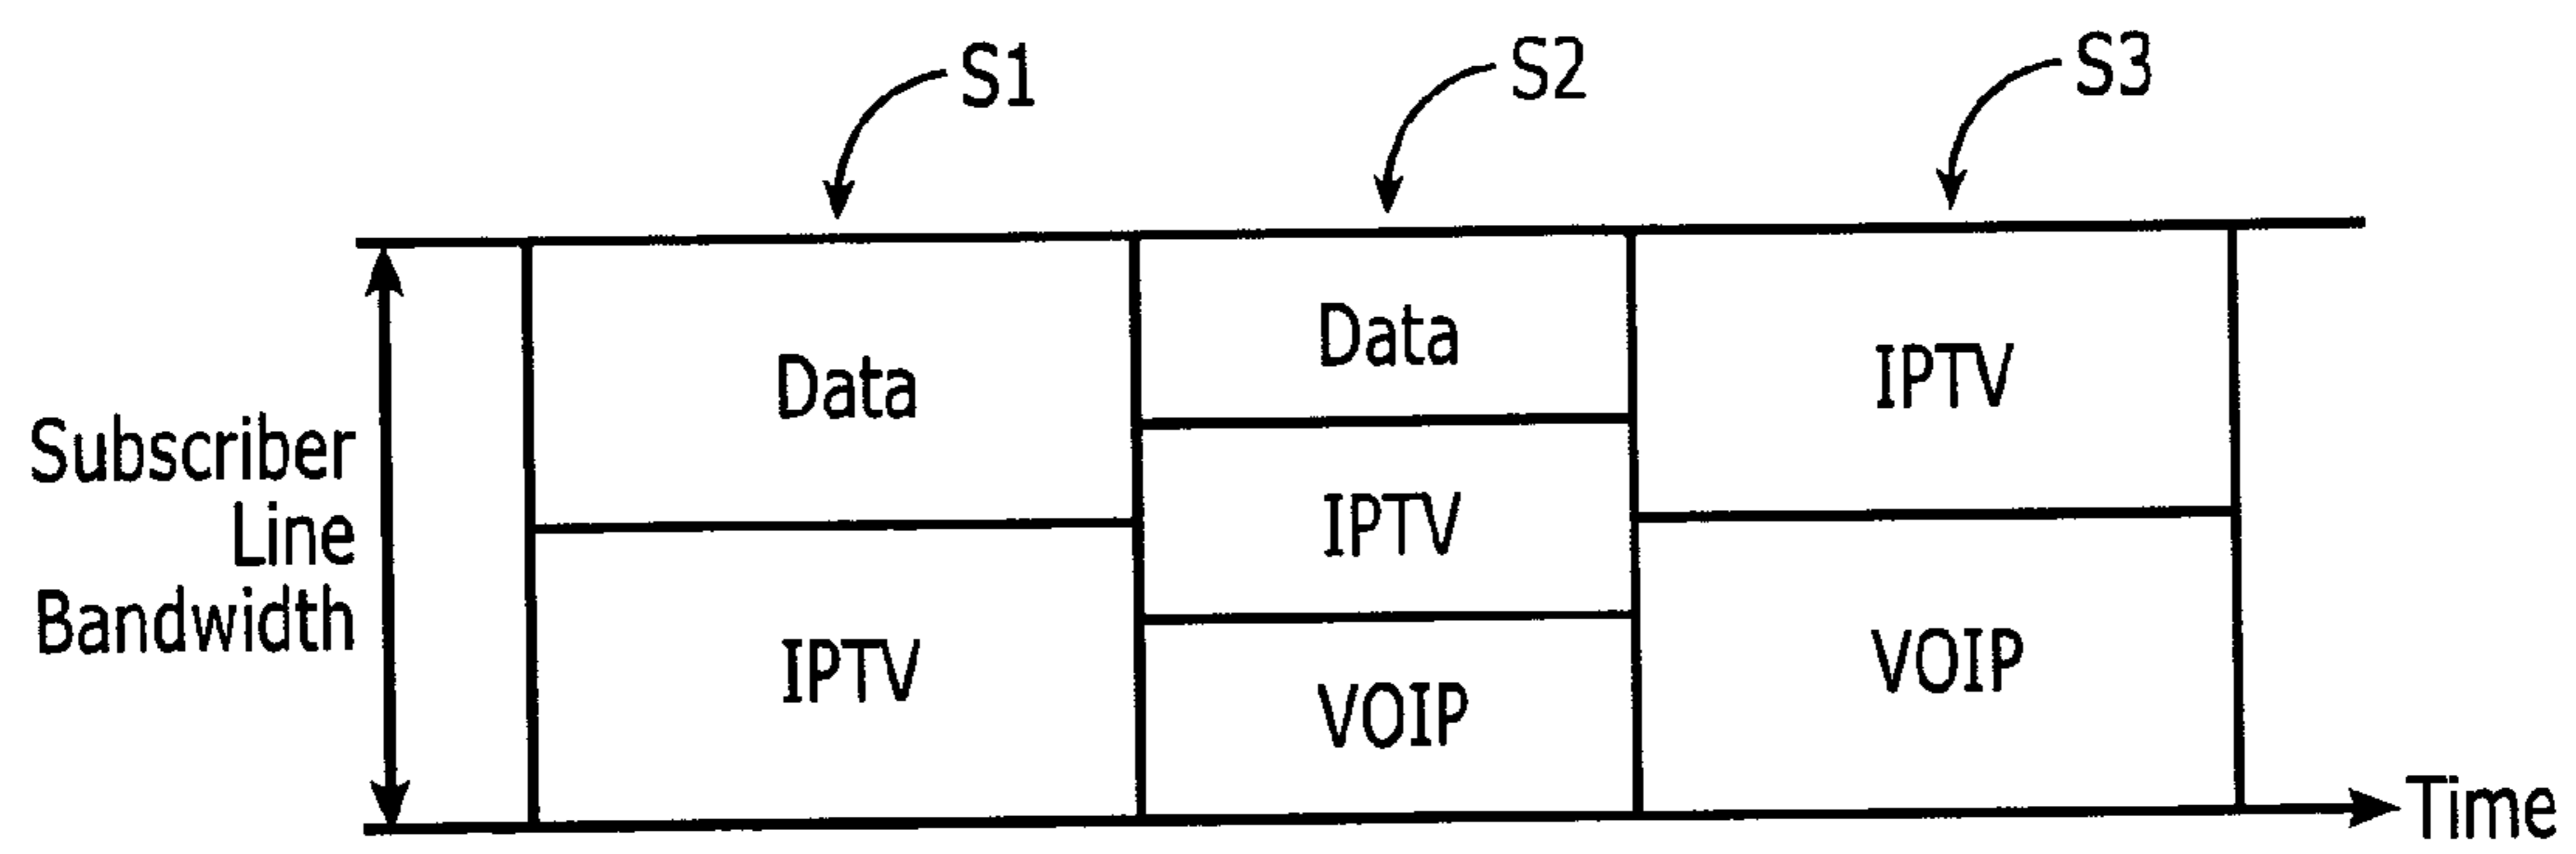 S1
S2
S3
Data
IPTV
Data
IPTV
VOIP
IPTV
VOIP
Subscriber
Line
Bandwidth
Time